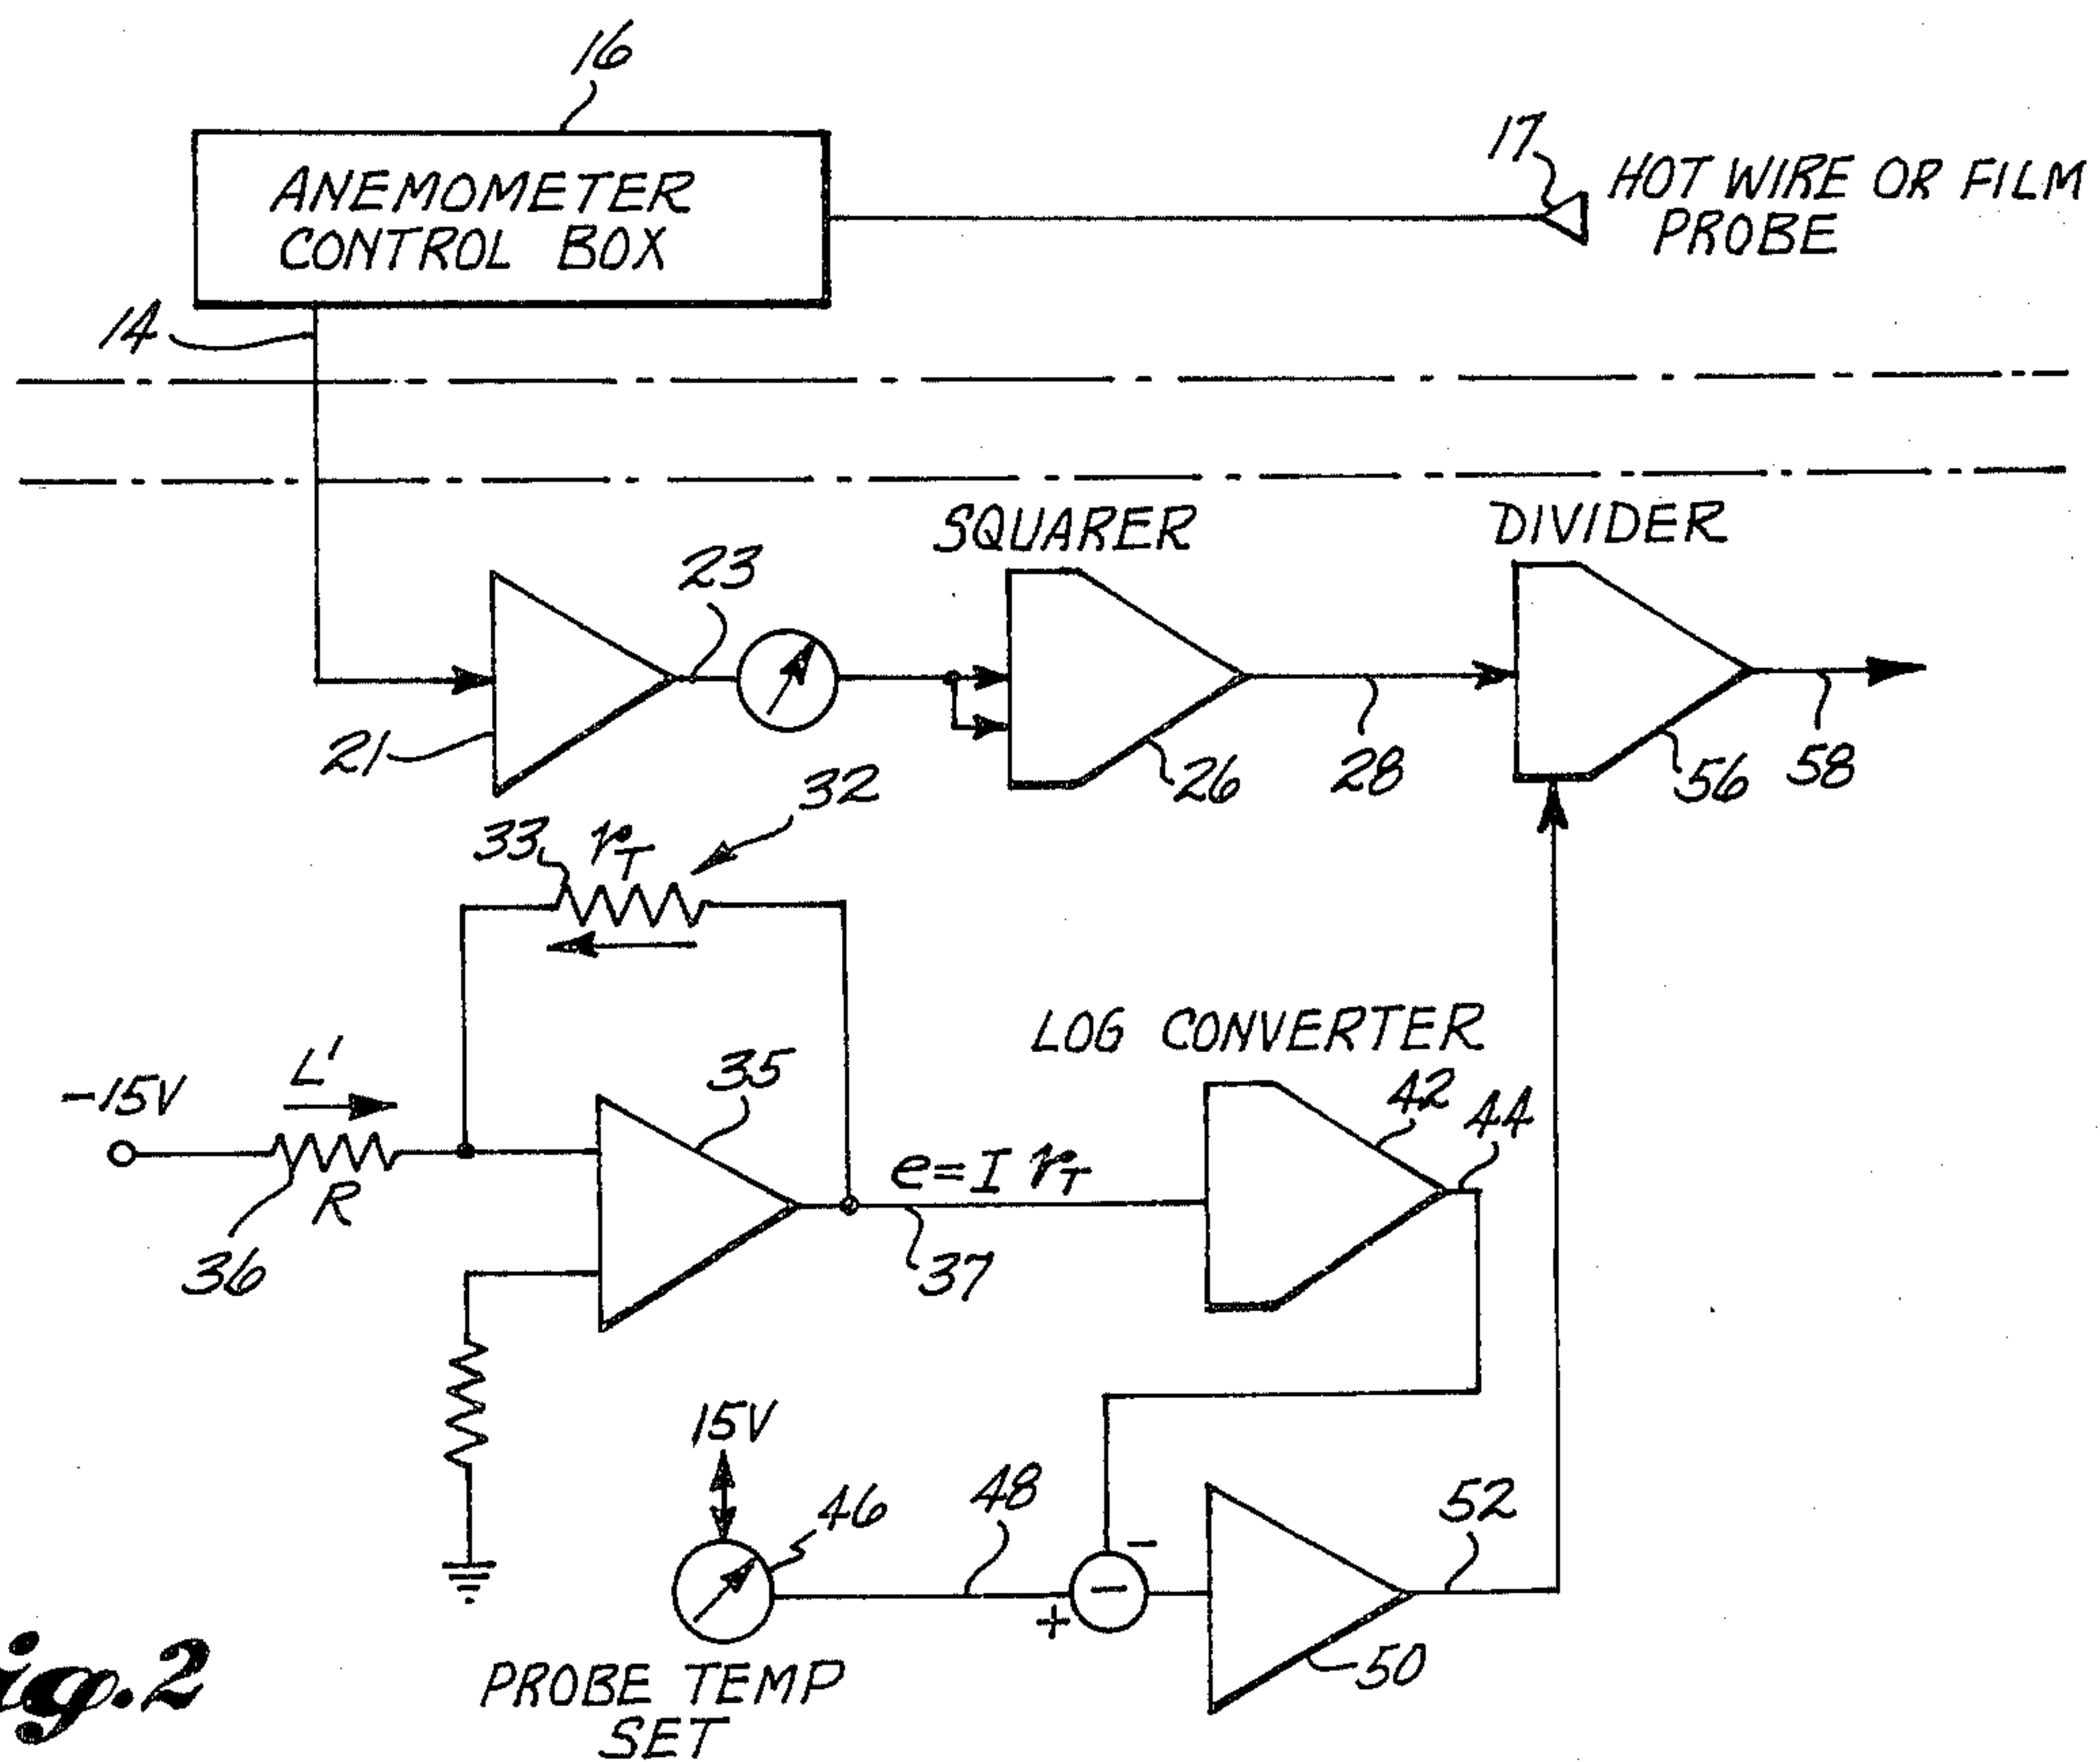 16
ANEMOMETER
CONTROL BOX
17
HOT WIRE OR FILM
PROBE
14
SQUARER
DIVIDER
23
21
26
28
56
58
32
33
rT
LOG CONVERTER
-15V
L'
35
42
44
R
36
e=I rT
37
15V
46
48
52
-
−
+
50
PROBE TEMP
SET
ig.2